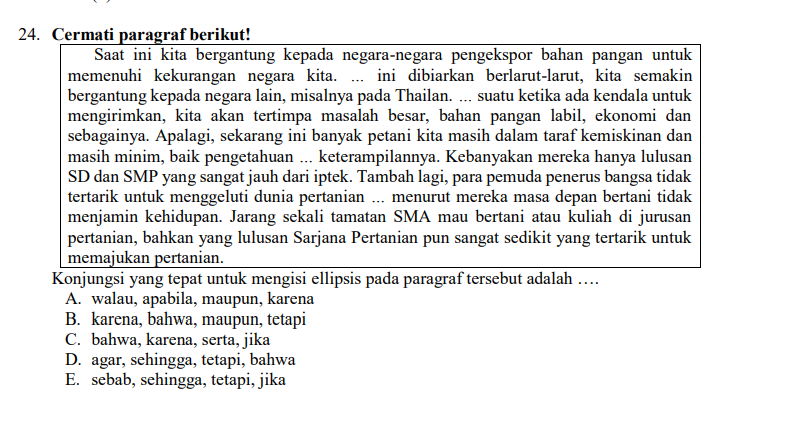 24. Cermati paragraf berikut!
Saat ini kita bergantung kepada negara-negara pengekspor bahan pangan untuk
memenuhi kekurangan negara kita. ... ini dibiarkan berlarut-larut, kita semakin
bergantung kepada negara lain, misalnya pada Thailan. ... suatu ketika ada kendala untuk
mengirimkan, kita akan tertimpa masalah besar, bahan pangan labil, ekonomi dan
sebagainya. Apalagi, sekarang ini banyak petani kita masih dalam taraf kemiskinan dan
masih minim, baik pengetahuan ... keterampilannya. Kebanyakan mereka hanya lulusan
SD dan SMP yang sangat jauh dari iptek. Tambah lagi, para pemuda penerus bangsa tidak
tertarik untuk menggeluti dunia pertanian ... menurut mereka masa depan bertani tidak
menjamin kehidupan. Jarang sekali tamatan SMA mau bertani atau kuliah di jurusan
pertanian, bahkan yang lulusan Sarjana Pertanian pun sangat sedikit yang tertarik untuk
memajukan pertanian.
Konjungsi yang tepat untuk mengisi ellipsis pada paragraf tersebut adalah ….
A. walau, apabila, maupun, karena
B. karena, bahwa, maupun, tetapi
C. bahwa, karena, serta, jika
D. agar, sehingga, tetapi, bahwa
E. sebab, sehingga, tetapi, jika